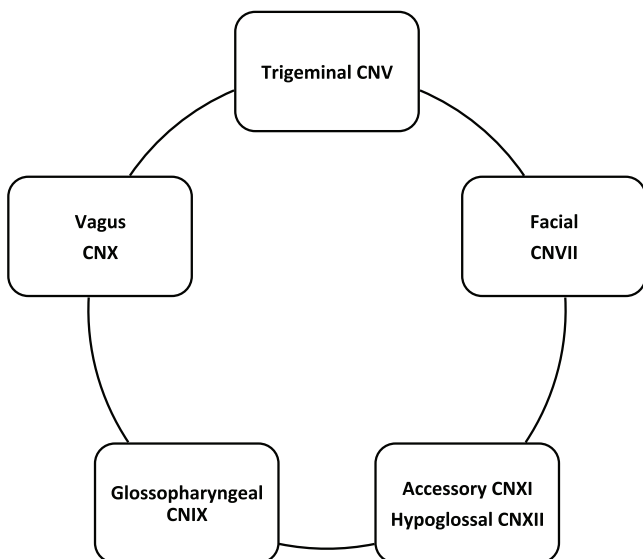 Trigeminal CNV
Vagus
CNX
Facial
CNVII
Glossopharyngeal
CNIX
Accessory CNXI
Hypoglossal CNXII